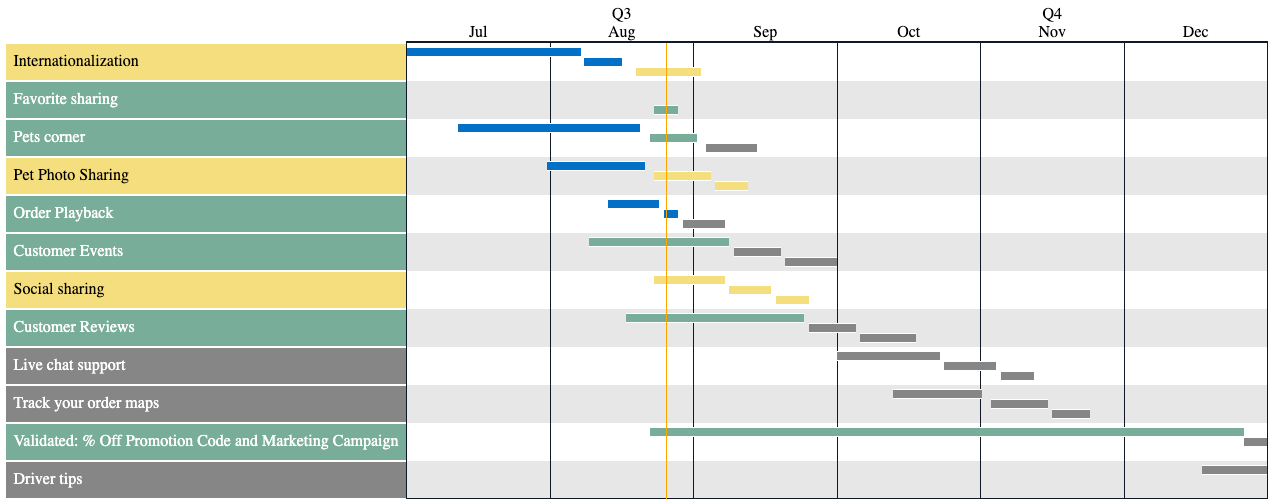 Q3 Q4
Jul Aug Sep Oct Nov Dec
Internationalization
Favorite sharing
Pets corner
Pet Photo Sharing
Order Playback
Customer Events
Social sharing
Customer Reviews
Live chat support
Track your order maps
Validated: % Off Promotion Code and Marketing Campaign
Driver tips